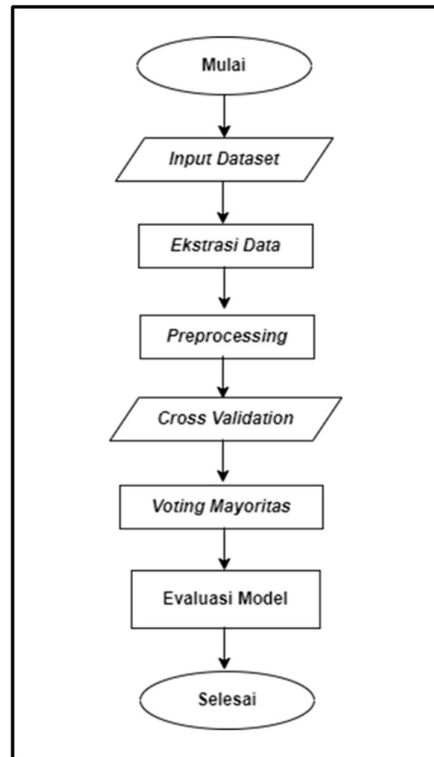 Mulai
Input Dataset
Ekstrasi Data
Preprocessing
Cross Validation
Voting Mayoritas
Evaluasi Model
Selesai